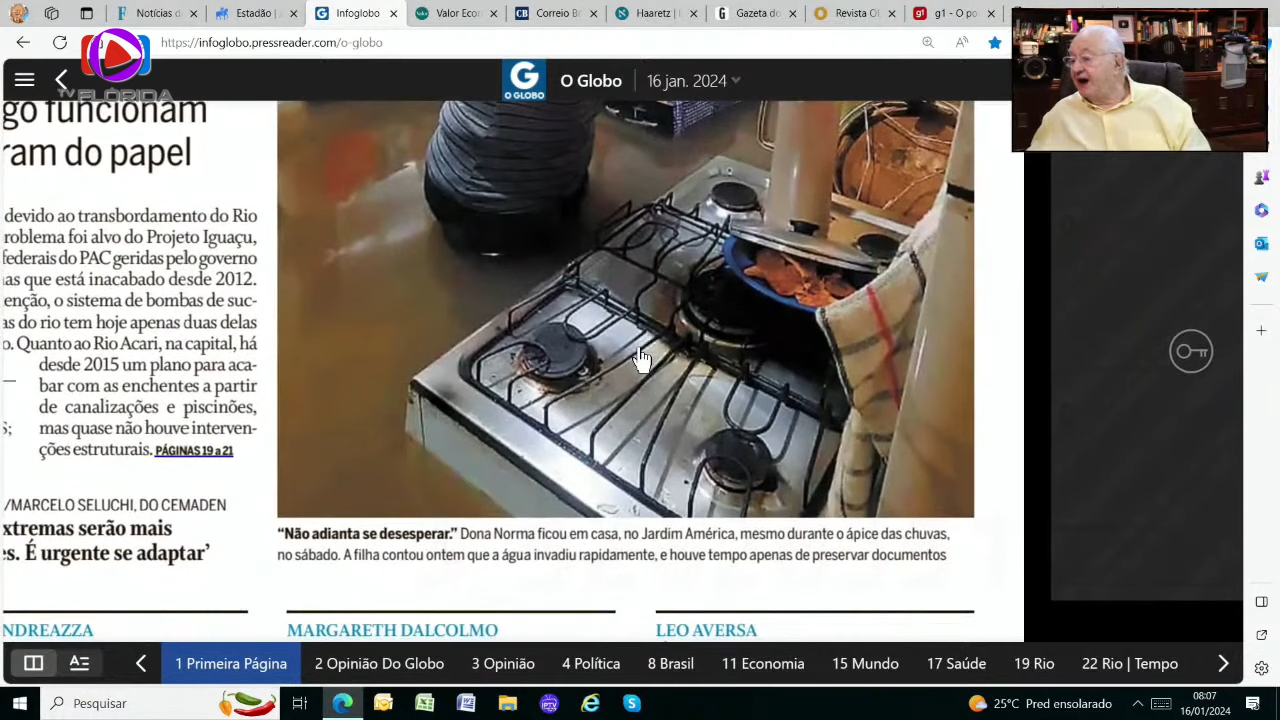 Notícias d
Estadão |
Infoglobo
Valor Econ
Correio Br
Haaretz |
Gazeta do
Revista O
g1 - O po
https://infoglobo.pressreader.com/o-globo
TV FLÓRIDA
O GLOBO
O Globo
16 jan. 2024
go funcionam
ram do papel
devido ao transbordamento do Rio
roblema foi alvo do Projeto Iguaçu,
federais do PAC geridas pelo governo
as que está inacabado desde 2012.
enção, o sistema de bombas de suc-
as do rio tem hoje apenas duas delas
o. Quanto ao Rio Acari, na capital, há
desde 2015 um plano para aca-
bar com as enchentes a partir
de canalizações e piscinões,
S; mas quase não houve interven-
ções estruturais. PÁGINAS 19 a 21
/MARCELO SELUCHI, DO CEMADEN
xtremas serão mais
es. É urgente se adaptar'
“Não adianta se desesperar.” Dona Norma ficou em casa, no Jardim América, mesmo durante o ápice das chuvas,
no sábado. A filha contou ontem que a água invadiu rapidamente, e houve tempo apenas de preservar documentos
NDREAZZA
MARGARETH DALCOLMO
LEO AVERSA
1 Primeira Página
2 Opinião Do Globo
3 Opinião
4 Política
8 Brasil
11 Economia
15 Mundo
17 Saúde
19 Rio
22 Rio | Tempo
Pesquisar
25°C Pred ensolarado
08:07
16/01/2024